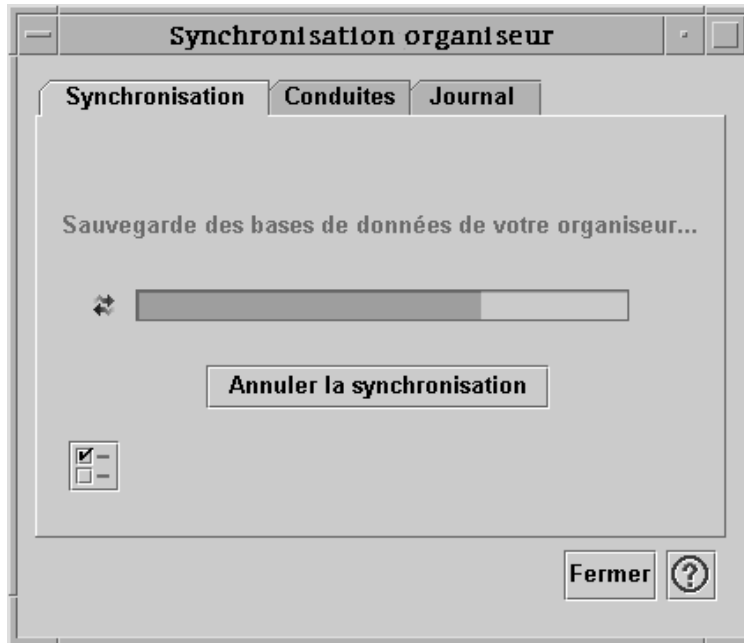 Synchronisation organiseur
Synchronisation Conduites Journal
Sauvegarde des bases de données de votre organiseur...
Annuler la synchronisation
Fermer ?